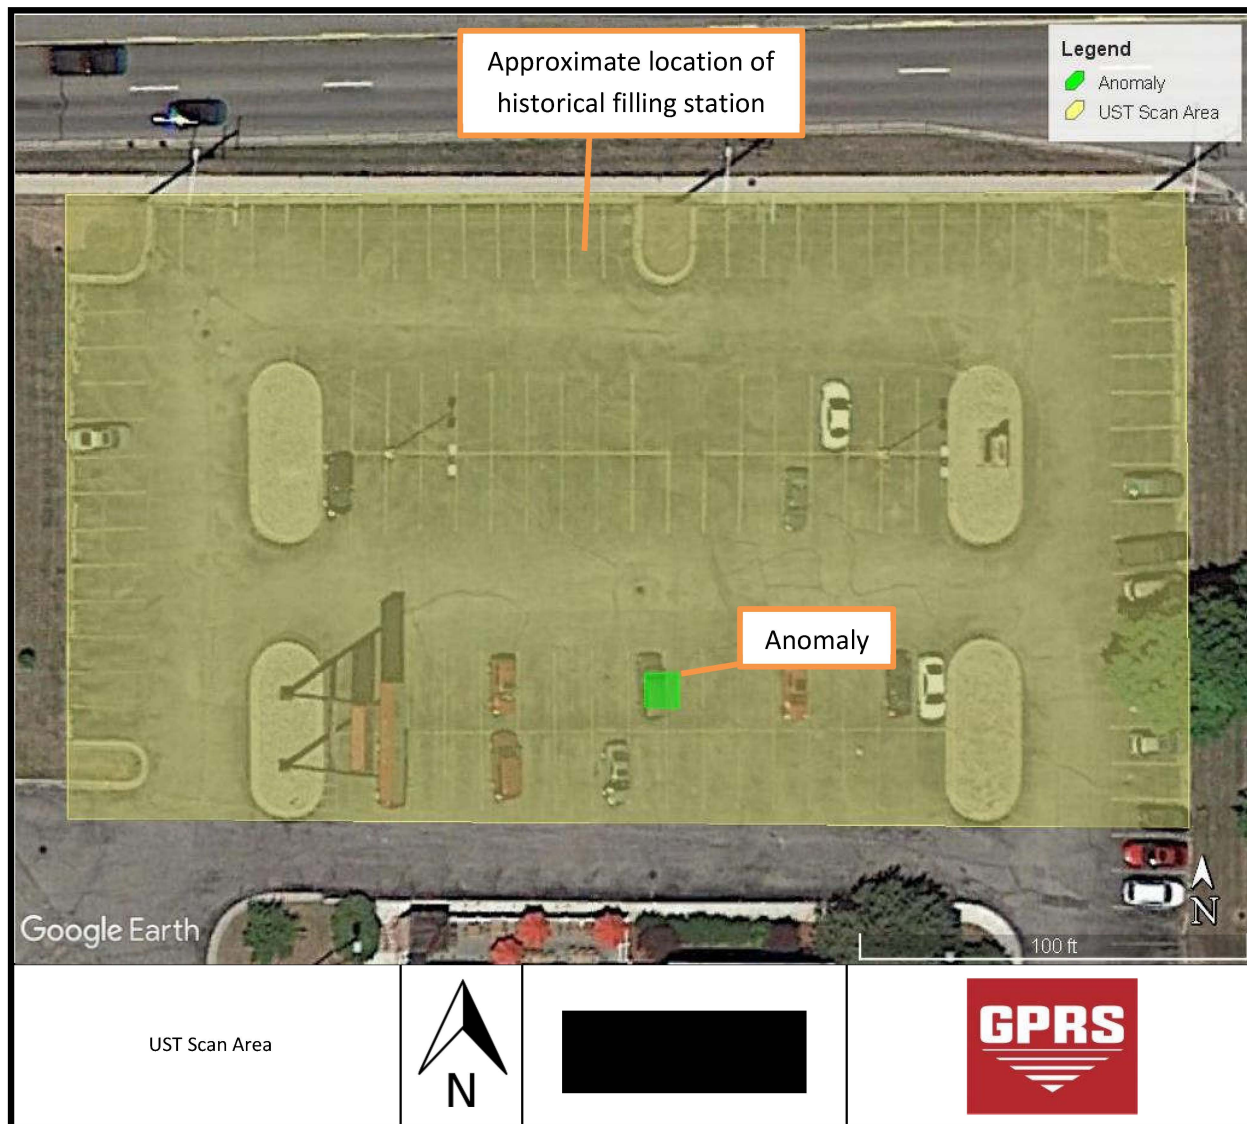 Approximate location of
historical filling station
Legend
Anomaly
UST Scan Area
Anomaly
N
Google Earth
100 ft
UST Scan Area
N
GPRS